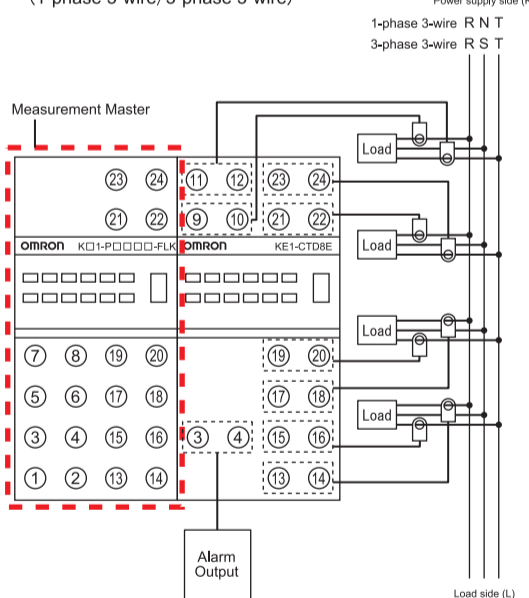 (1-phase 3-wire/3-phase 3-wire)
Power supply side (K
1-phase 3-wire R N T
3-phase 3-wire R S T
Measurement Master
Load
23 24 11 12 23 24
21 22 9 10 21 22
OMRON K□1-P□□□□-FLK OMRON KE1-CTD8E
Load
Load
7 8 19 20 19 20
5 6 17 18 17 18
Load
3 4 15 16 3 4 15 16
1 2 13 14 13 14
Alarm
Output
Load side (L)